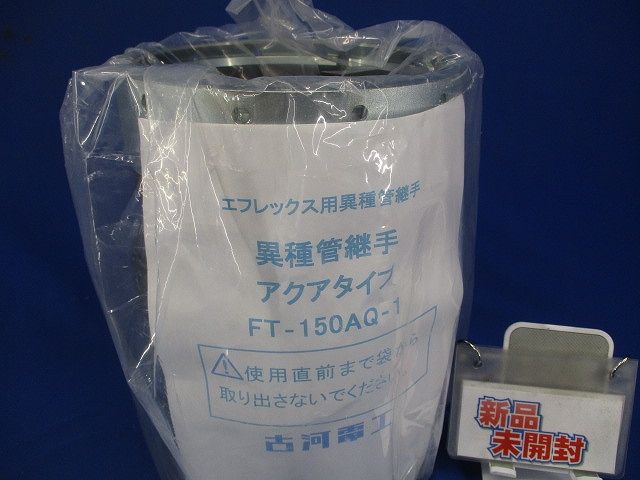 エフレックス用異種管継手
異種管継手
アクアタイプ
FT-150AQ-1
使用直前まで袋から
取り出さないでください。
古河電工
新品
未開封